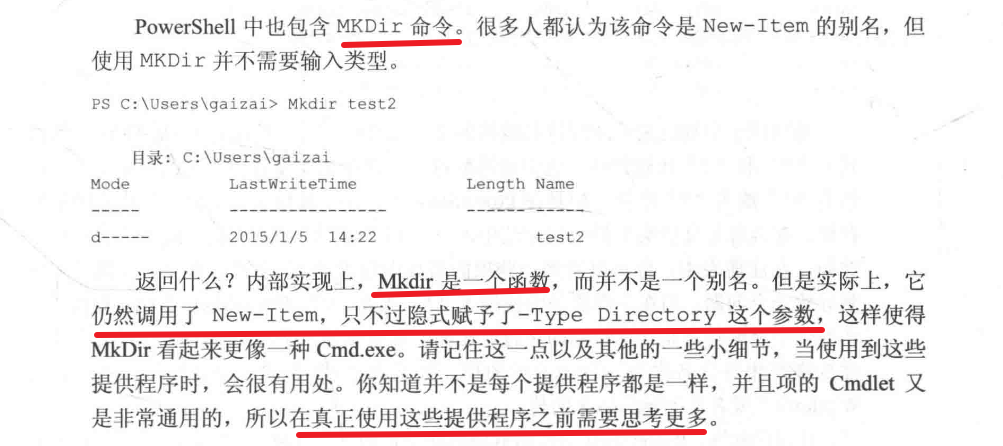 PowerShell 中也包含 MKDir 命令。很多人都认为该命令是 New-Item 的别名，但
使用 MKDir 并不需要输入类型。
PS C:\Users\gaizai> Mkdir test2
目录: C:\Users\gaizai
Mode LastWriteTime Length Name
----- ---------------- ------ -----
d----- 2015/1/5 14:22 test2
返回什么？内部实现上，Mkdir 是一个函数，而并不是一个别名。但是实际上，它
仍然调用了 New-Item，只不过隐式赋予了-Type Directory 这个参数，这样使得
MkDir 看起来更像一种 Cmd.exe。请记住这一点以及其他的一些小细节，当使用到这些
提供程序时，会很有用处。你知道并不是每个提供程序都是一样，并且项的 Cmdlet 又
是非常通用的，所以在真正使用这些提供程序之前需要思考更多。